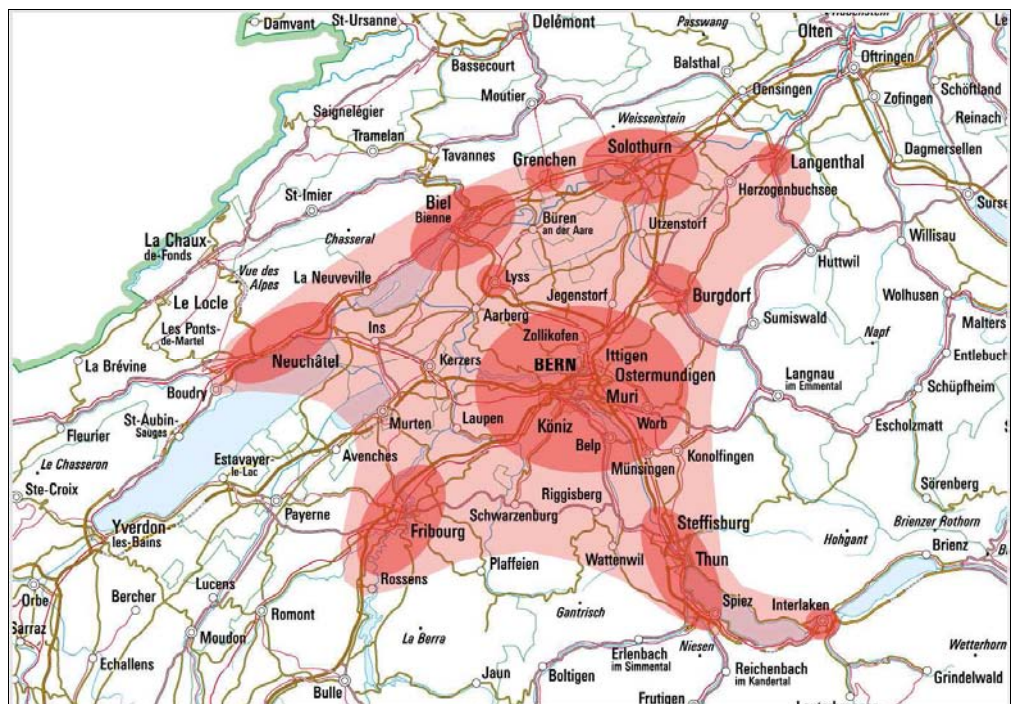 Damvant
St-Ursanne
Delémont
Passwang
Olten
Bassecourt
Balsthal
Oftringen
Moutier
Oensingen
Zofingen
Schöftland
Saignelégier
Weissenstein
Reinach
Tramelan
Tavannes
Grenchen
Solothurn
Langenthal
Dagmersellen
St-Imier
Biel
Bienne
Herzogenbuchsee
Büren
an der Aare
Utzenstorf
Willisau
La Chaux-
de-Fonds
Chasseral
Huttwil
Vue des
Alpes
La Neuveville
Lyss
Jegenstorf
Burgdorf
Wolhusen
Le Locle
Aarberg
Sumiswald
Napf
Malters
Les Ponts-
de-Martel
Ins
Zollikofen
La Brévine
Neuchâtel
Kerzers
BERN
Ittigen
Ostermundigen
Entlebuch
Boudry
Muri
Langnau
im Emmental
Schüpfheim
St-Aubin-
Sauges
Murten
Laupen
Köniz
Worb
Escholzmatt
Fleurier
Belp
Le Chasseron
Estavayer-
le-Lac
Avenches
Münsingen
Konolfingen
Ste-Croix
Payerne
Riggisberg
Sörenberg
Yverdon
les-Bains
Fribourg
Schwarzenburg
Steffisburg
Hohgant
Brienzer Rothorn
Brienz
Plaffeien
Wattenwil
Thun
Orbe
Bercher
Lucens
Rossens
Spiez
Interlaken
Romont
Gantrisch
Moudon
La Berra
Niesen
Wetterhorn
Echallens
Erlenbach
im Simmental
Reichenbach
im Kandertal
Grindelwald
Bulle
Jaun
Boltigen
Frutigen